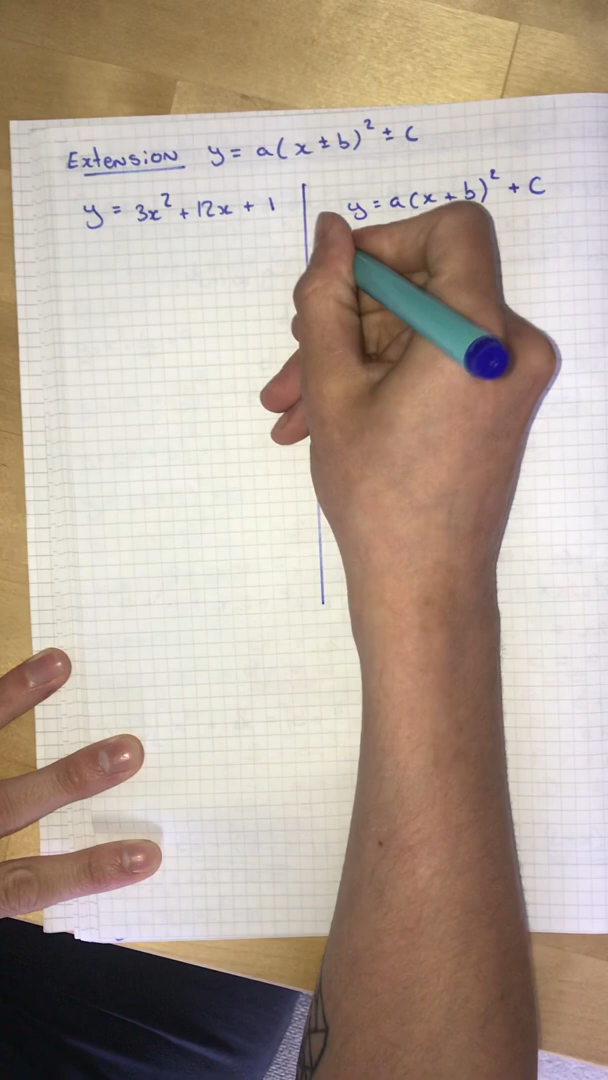 Extension y = a(x ± b)² ± C
y = 3x² + 12x + 1
y = a(x + b)² + C